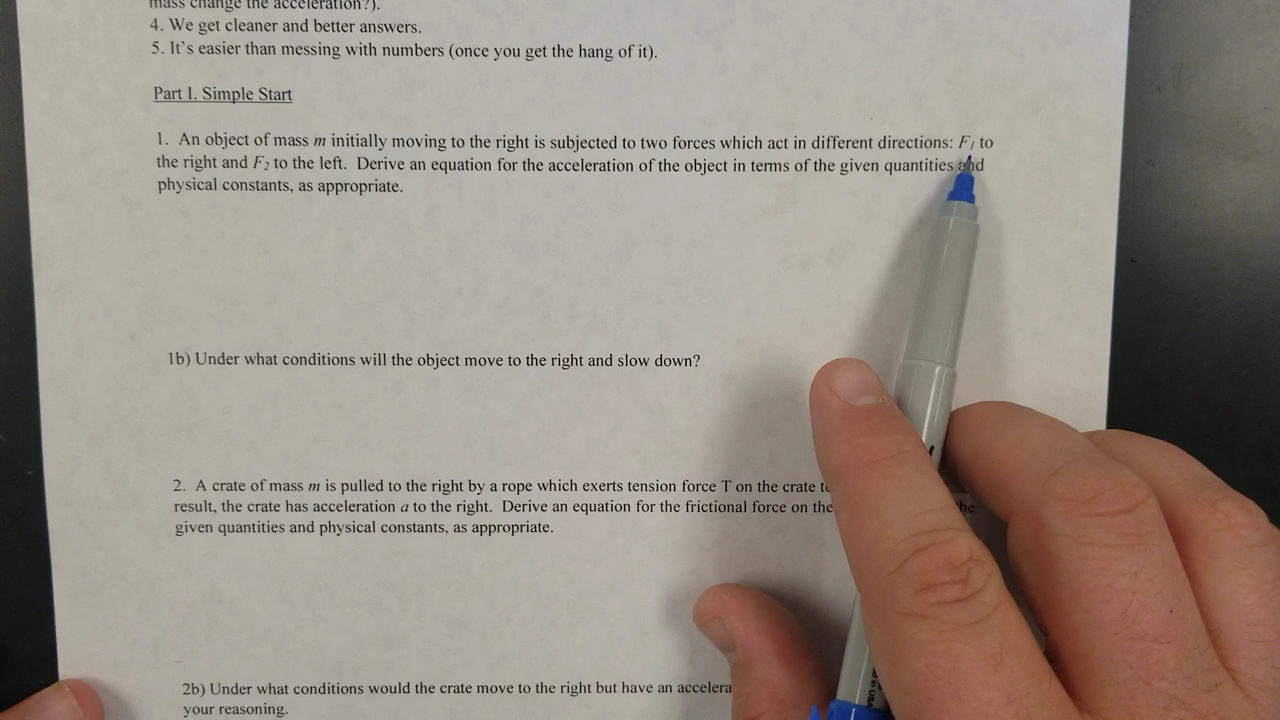 mass change the acceleration?).
4. We get cleaner and better answers.
5. It's easier than messing with numbers (once you get the hang of it).
Part I. Simple Start
1. An object of mass m initially moving to the right is subjected to two forces which act in different directions: F1 to
the right and F2 to the left. Derive an equation for the acceleration of the object in terms of the given quantities and
physical constants, as appropriate.
1b) Under what conditions will the object move to the right and slow down?
2. A crate of mass m is pulled to the right by a rope which exerts tension force T on the crate
result, the crate has acceleration a to the right. Derive an equation for the frictional force on the
given quantities and physical constants, as appropriate.
2b) Under what conditions would the crate move to the right but have an
your reasoning.